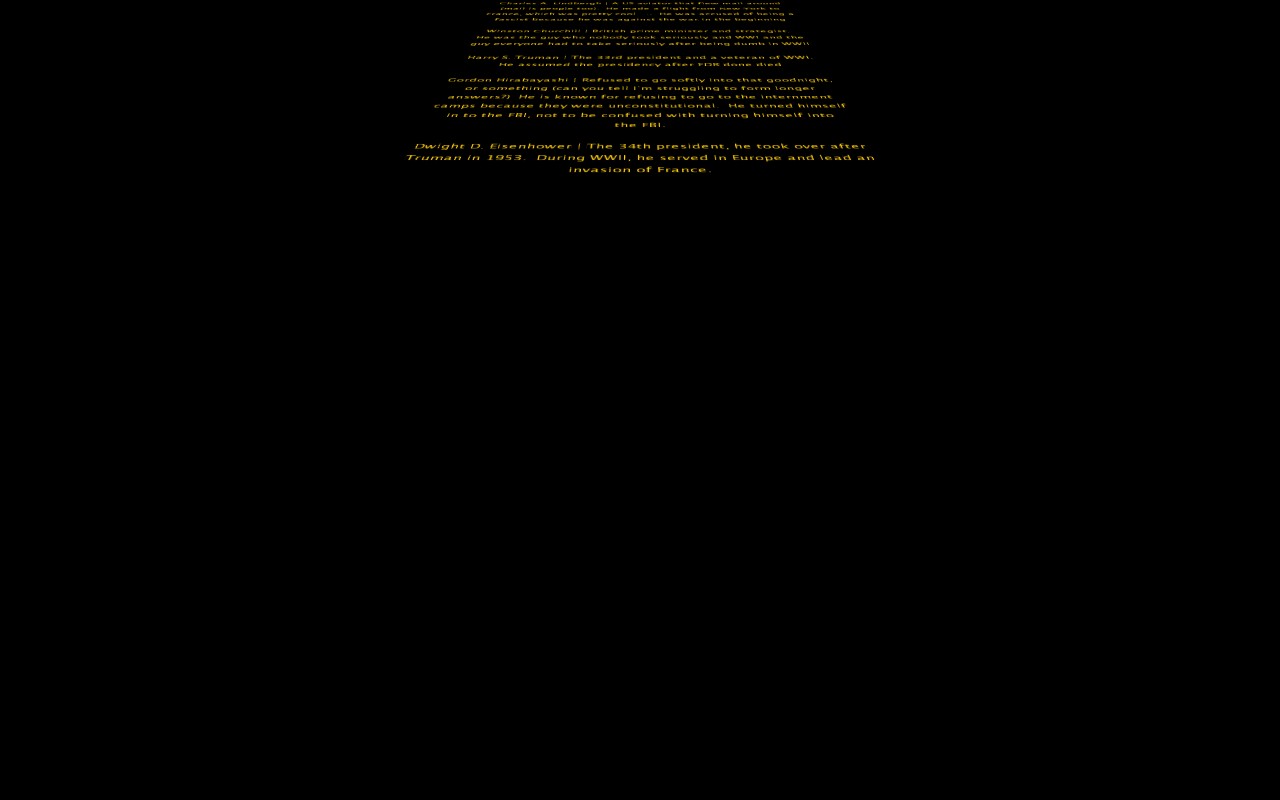 Charles A. Lindbergh | A US aviator that flew mail around
(mail is people too). He made a flight from New York to
France, which was pretty cool. He was accused of being a
fascist because he was against the war in the beginning.
Winston Churchill | British prime minister and strategist.
He was the guy who nobody took seriously and WWI and the
guy everyone had to take seriously after being dumb in WWII
Harry S. Truman | The 33rd president and a veteran of WWI.
He assumed the presidency after FDR done died.
Gordon Hirabayashi | Refused to go softly into that goodnight,
or something (can you tell I'm struggling to form longer
answers?) He is known for refusing to go to the internment
camps because they were unconstitutional. He turned himself
in to the FBI, not to be confused with turning himself into
the FBI.
Dwight D. Eisenhower | The 34th president, he took over after
Truman in 1953. During WWII, he served in Europe and lead an
invasion of France.